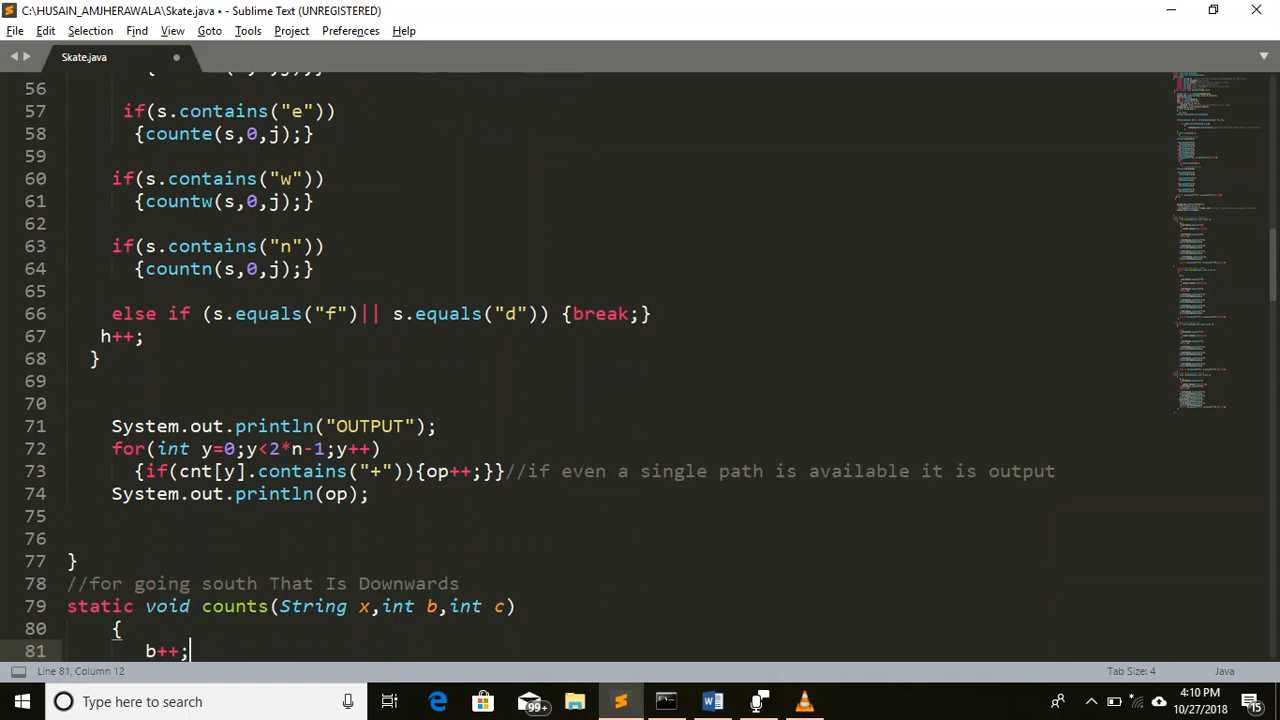 C:\HUSAIN_AMJHERAWALA\Skate.java • - Sublime Text (UNREGISTERED)
File Edit Selection Find View Goto Tools Project Preferences Help
Skate.java
56
57 if(s.contains("e"))
58 {counte(s,0,j);}
59
60 if(s.contains("w"))
61 {countw(s,0,j);}
62
63 if(s.contains("n"))
64 {countn(s,0,j);}
65
66 else if (s.equals("f")|| s.equals("d")) {break;}
67 h++;
68 }
69
70
71 System.out.println("OUTPUT");
72 for(int y=0;y<2*n-1;y++)
73 {if(cnt[y].contains("+")){op++;}}//if even a single path is available it is output
74 System.out.println(op);
75
76
77 }
78 //for going south That Is Downwards
79 static void counts(String x,int b,int c)
80 {
81 b++;
Line 81, Column 12 Tab Size: 4 Java
Type here to search 99+ 4:10 PM
10/27/2018 15